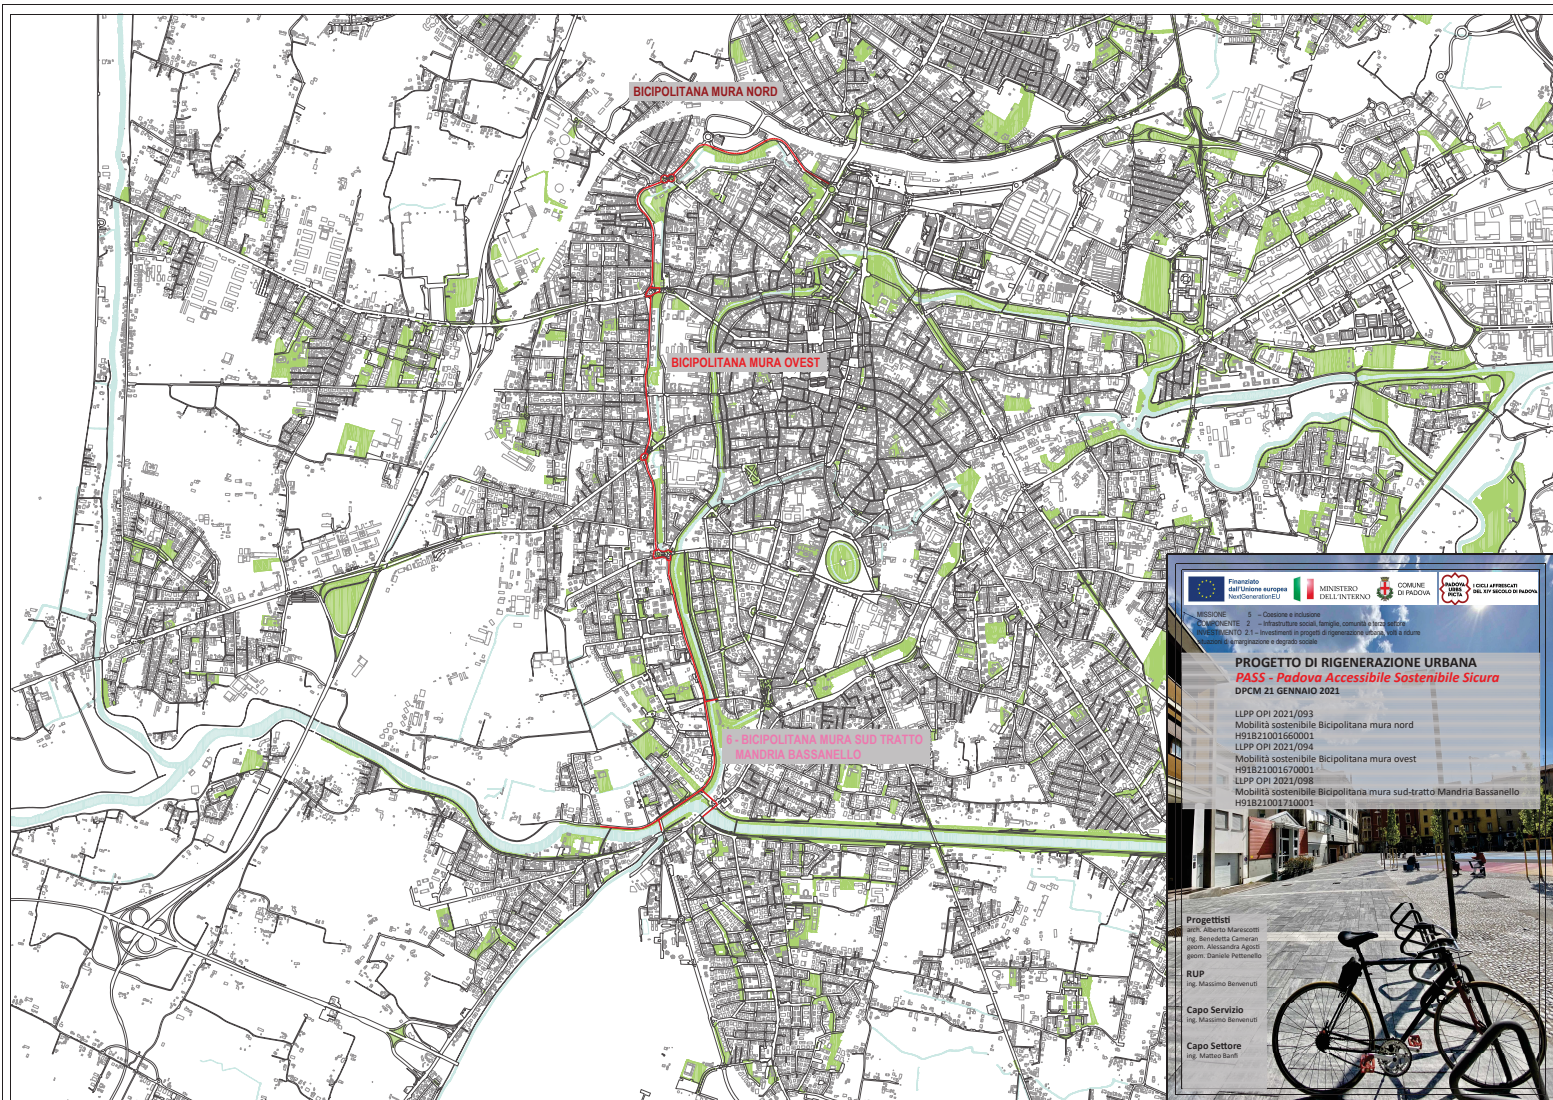 BICIPOLITANA MURA NORD
BICIPOLITANA MURA OVEST
6 - BICIPOLITANA MURA SUD TRATTO
MANDRIA BASSANELLO
Finanziato
dall'Unione europea
NextGenerationEU
MINISTERO
DELL'INTERNO
COMUNE
DI PADOVA
PADOVA
URBS
PICTA
I CICLI AFFRESCATI
DEL XIV SECOLO DI PADOVA
MISSIONE 5 – Coesione e inclusione
COMPONENTE 2 – Infrastrutture sociali, famiglie, comunità e terzo settore
INVESTIMENTO 2.1 – Investimenti in progetti di rigenerazione urbana, volti a ridurre
situazioni di emarginazione e degrado sociale
PROGETTO DI RIGENERAZIONE URBANA
PASS - Padova Accessibile Sostenibile Sicura
DPCM 21 GENNAIO 2021
LLPP OPI 2021/093
Mobilità sostenibile Bicipolitana mura nord
H91B21001660001
LLPP OPI 2021/094
Mobilità sostenibile Bicipolitana mura ovest
H91B21001670001
LLPP OPI 2021/098
Mobilità sostenibile Bicipolitana mura sud-tratto Mandria Bassanello
H91B21001710001
Progettisti
arch. Alberto Marescotti
ing. Benedetta Cameran
geom. Alessandra Agosti
geom. Daniele Pettenello
RUP
ing. Massimo Benvenuti
Capo Servizio
ing. Massimo Benvenuti
Capo Settore
ing. Matteo Banfi